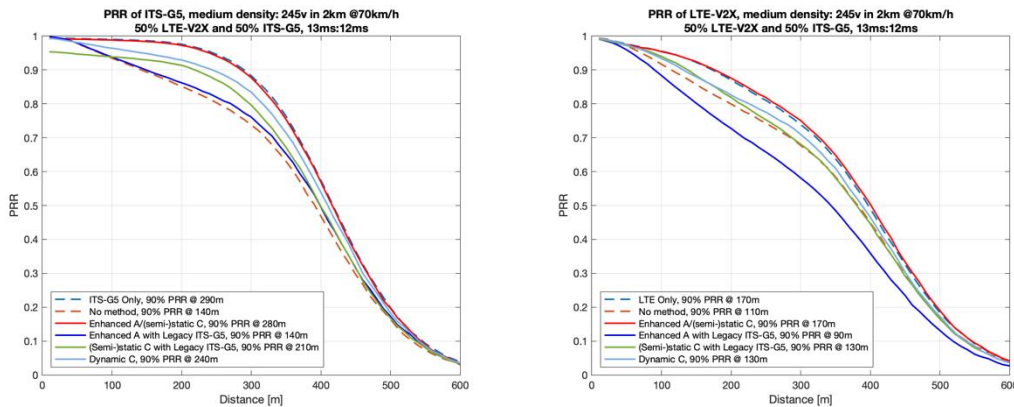 PRR of ITS-G5, medium density: 245v in 2km @70km/h
50% LTE-V2X and 50% ITS-G5, 13ms:12ms
1
0.9
0.8
0.7
0.6
0.5
0.4
0.3
0.2
0.1
0
PRR
ITS-G5 Only, 90% PRR @ 290m
No method, 90% PRR @ 140m
Enhanced A/(semi-)static C, 90% PRR @ 280m
Enhanced A with Legacy ITS-G5, 90% PRR @ 140m
(Semi-)static C with Legacy ITS-G5, 90% PRR @ 210m
Dynamic C, 90% PRR @ 240m
0 100 200 300 400 500 600
Distance [m]
PRR of LTE-V2X, medium density: 245v in 2km @70km/h
50% LTE-V2X and 50% ITS-G5, 13ms:12ms
1
0.9
0.8
0.7
0.6
0.5
0.4
0.3
0.2
0.1
0
PRR
LTE Only, 90% PRR @ 170m
No method, 90% PRR @ 110m
Enhanced A/(semi-)static C, 90% PRR @ 170m
Enhanced A with Legacy ITS-G5, 90% PRR @ 90m
(Semi-)static C with Legacy ITS-G5, 90% PRR @ 130m
Dynamic C, 90% PRR @ 130m
0 100 200 300 400 500 600
Distance [m]